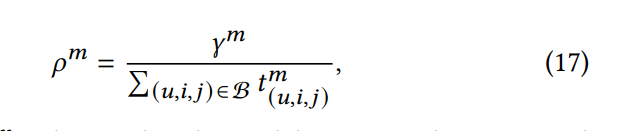 ρ^m = γ^m / ∑_{(u,i,j)∈ℬ} t^m_{(u,i,j)}, (17)